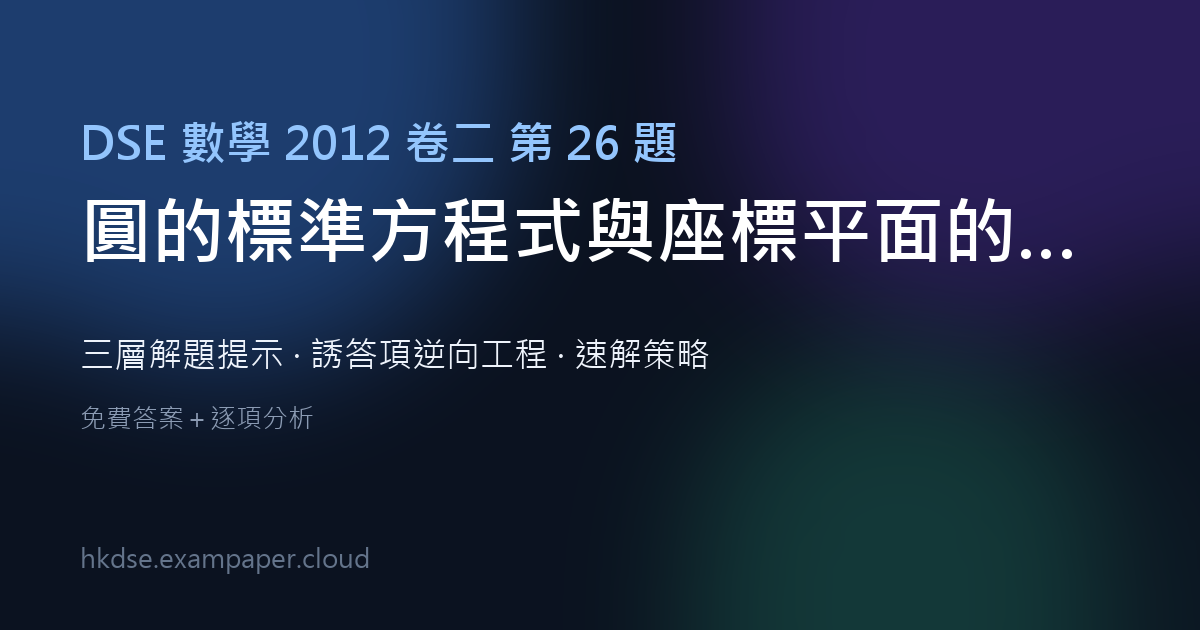 DSE 數學 2012 卷二 第 26 題
圓的標準方程式與座標平面的…
三層解題提示 · 誘答項逆向工程 · 速解策略
免費答案 + 逐項分析
hkdse.exampaper.cloud